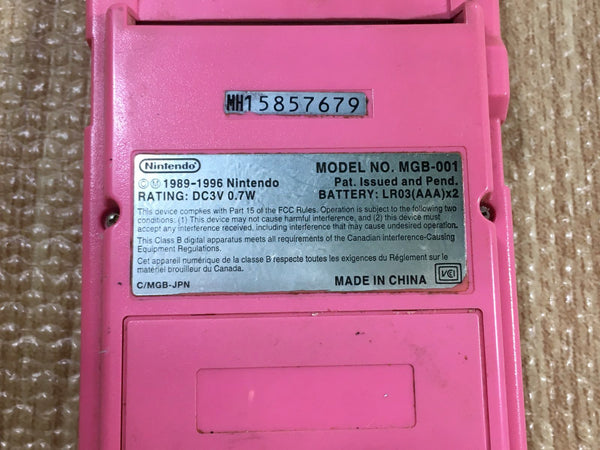 MH15857679
Nintendo
MODEL NO. MGB-001
©Ⓜ 1989-1996 Nintendo
Pat. Issued and Pend.
RATING: DC3V 0.7W
BATTERY: LR03(AAA)x2
This device complies with Part 15 of the FCC Rules. Operation is subject to the following two
conditions. (1) This device may not cause harmful interference, and (2) this device must
accept any interference received, including interference that may cause undesired operation.
This Class B digital apparatus meets all requirements of the Canadian Interference-Causing
Equipment Regulations.
Cet appareil numérique de la classe B respecte toutes les exigences du Règlement sur le
matériel brouilleur du Canada.
C/MGB-JPN
MADE IN CHINA
VCI